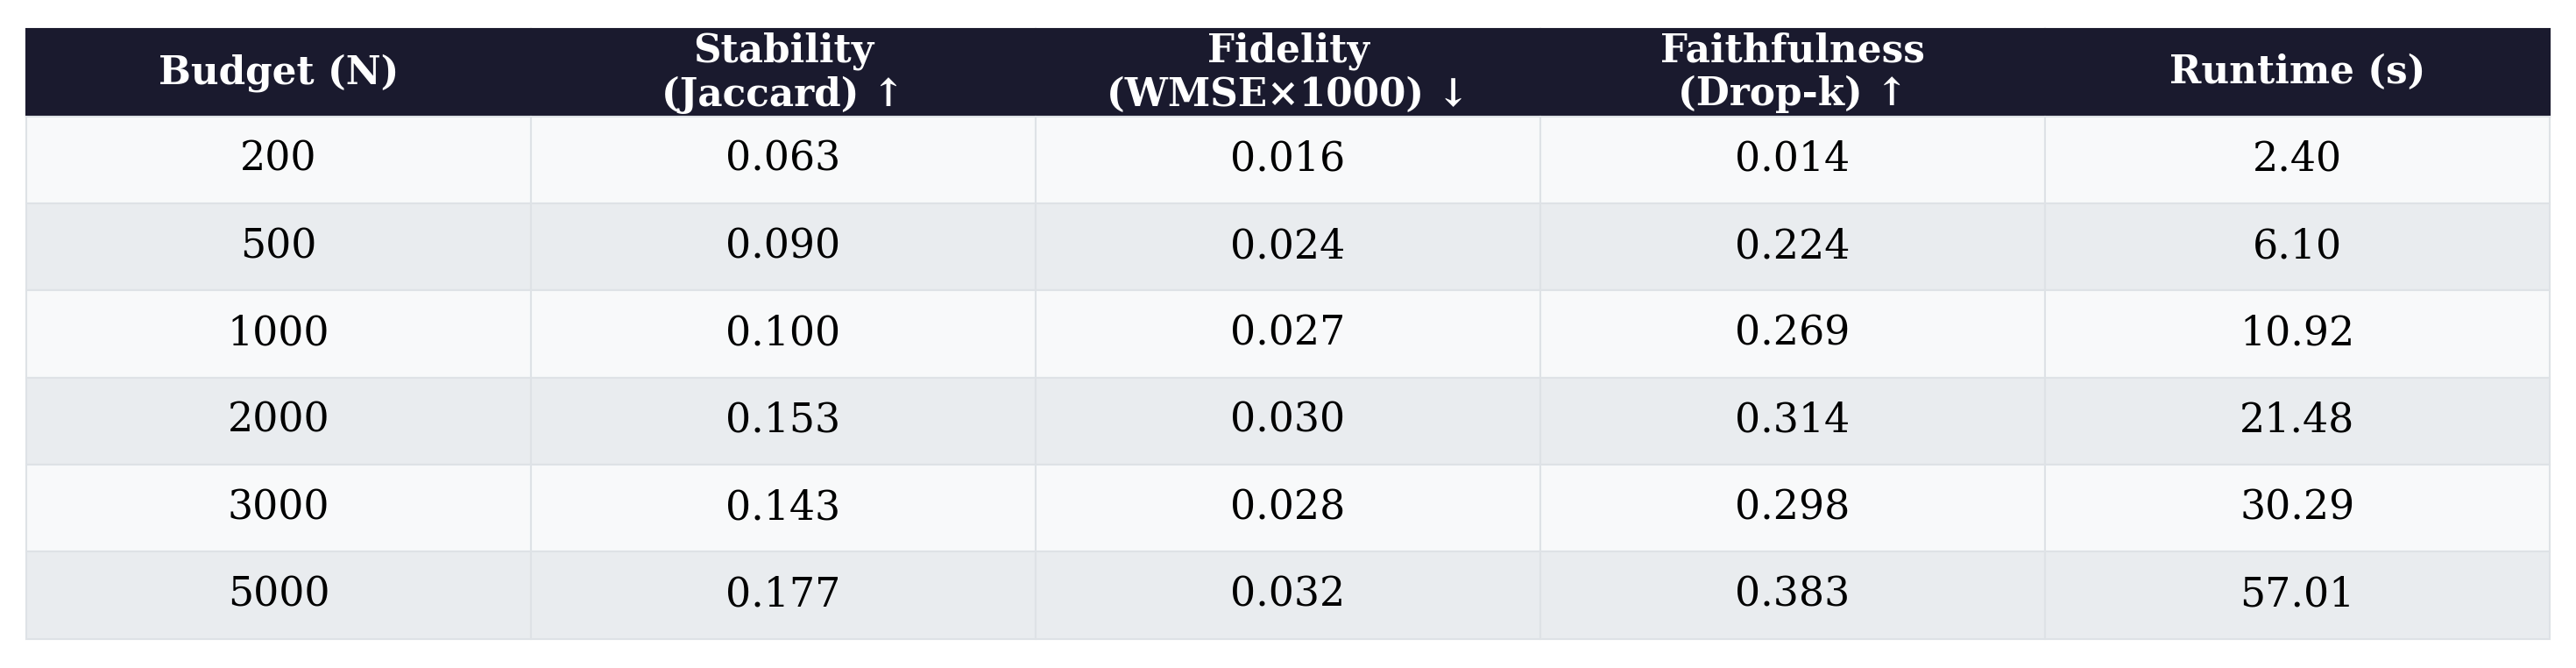 Budget (N) Stability (Jaccard) ↑ Fidelity (WMSE×1000) ↓ Faithfulness (Drop-k) ↑ Runtime (s)
200 0.063 0.016 0.014 2.40
500 0.090 0.024 0.224 6.10
1000 0.100 0.027 0.269 10.92
2000 0.153 0.030 0.314 21.48
3000 0.143 0.028 0.298 30.29
5000 0.177 0.032 0.383 57.01